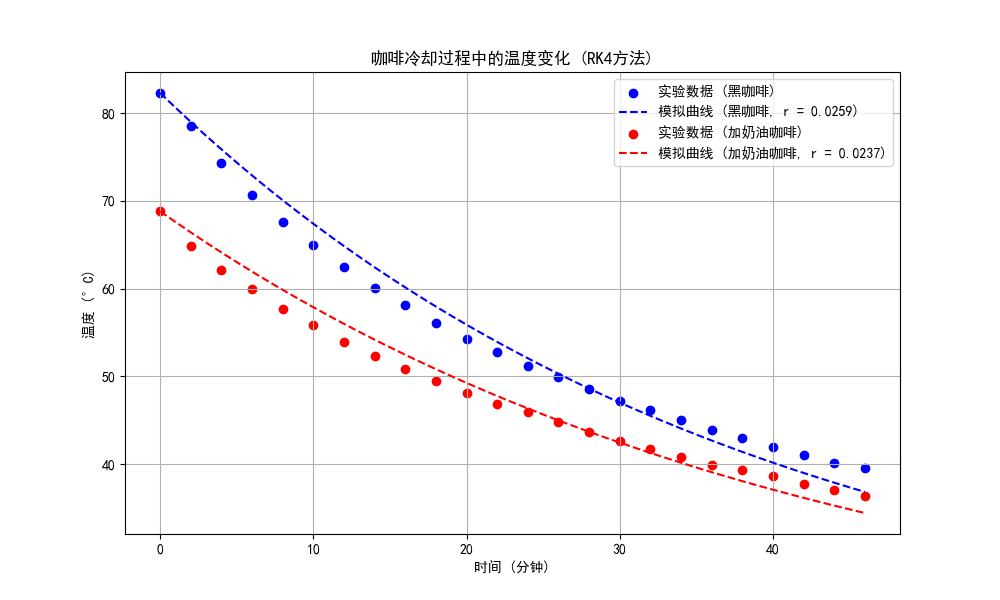 咖啡冷却过程中的温度变化 (RK4方法)
实验数据 (黑咖啡)
模拟曲线 (黑咖啡, r = 0.0259)
实验数据 (加奶油咖啡)
模拟曲线 (加奶油咖啡, r = 0.0237)
温度 (°C)
80
70
60
50
40
0 10 20 30 40
时间 (分钟)